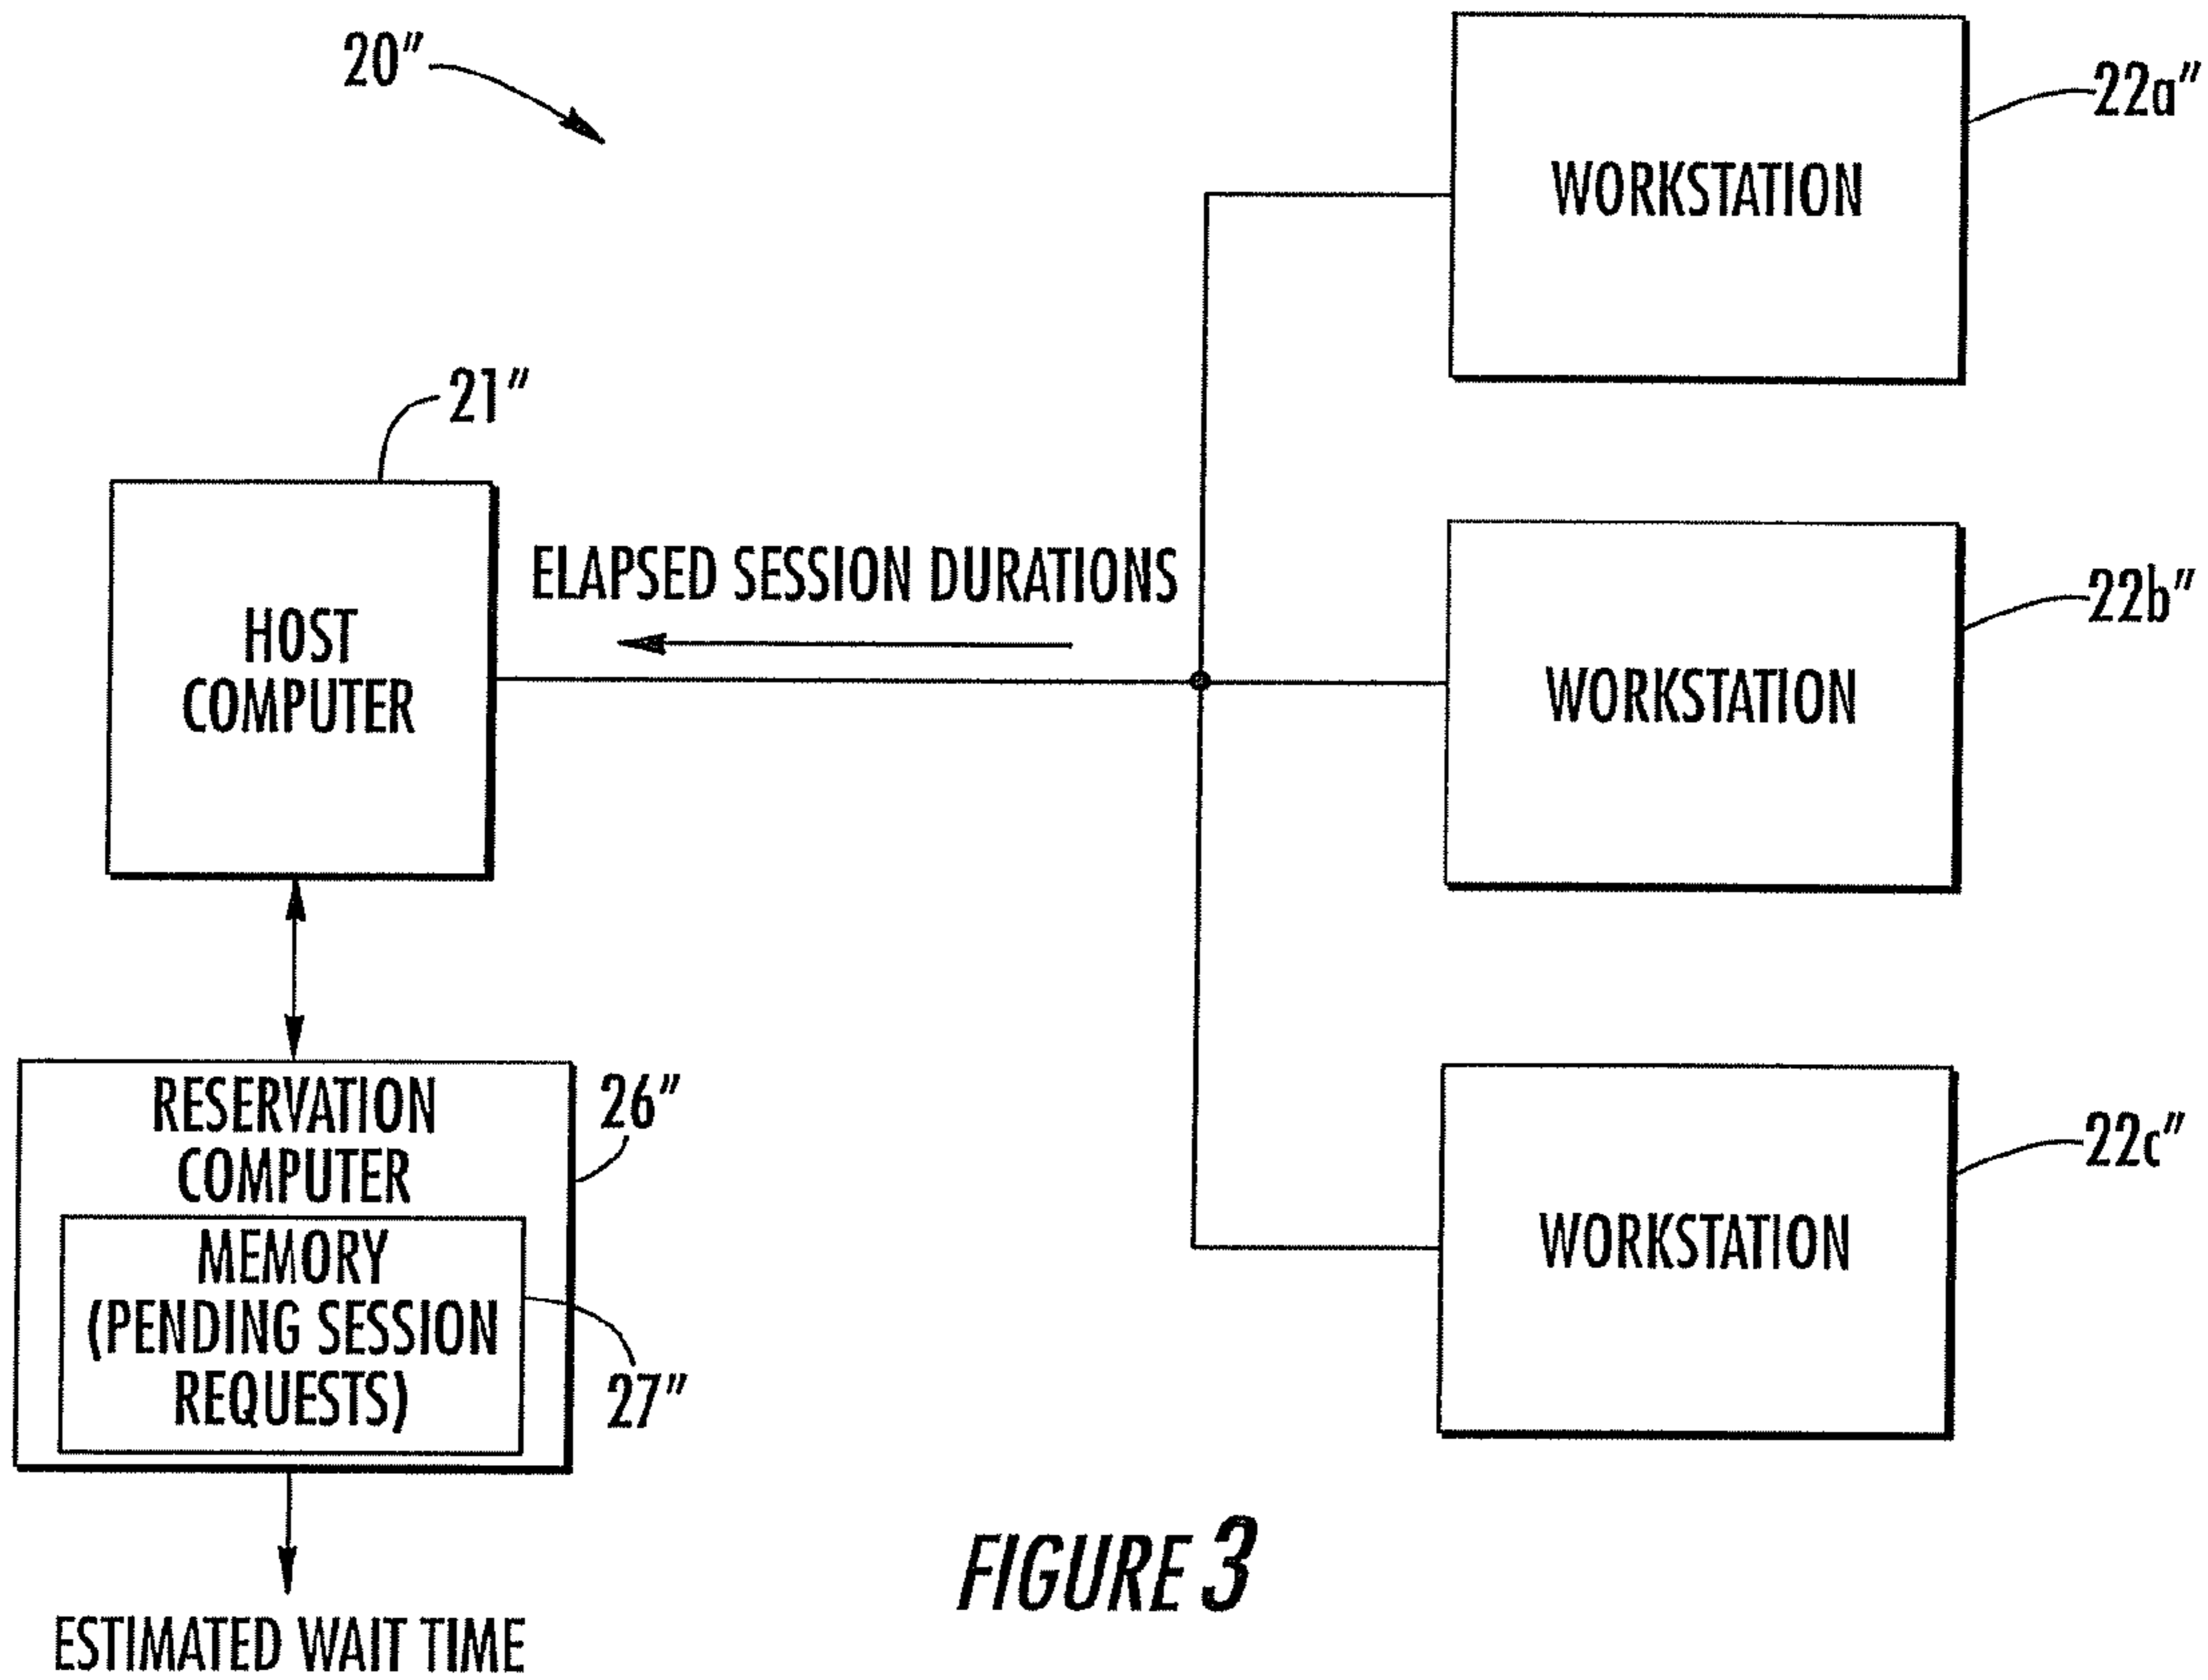 20″
22a″
WORKSTATION
21″
ELAPSED SESSION DURATIONS
HOST
COMPUTER
22b″
WORKSTATION
RESERVATION
COMPUTER
26″
MEMORY
(PENDING SESSION
REQUESTS)
27″
22c″
WORKSTATION
ESTIMATED WAIT TIME
FIGURE 3